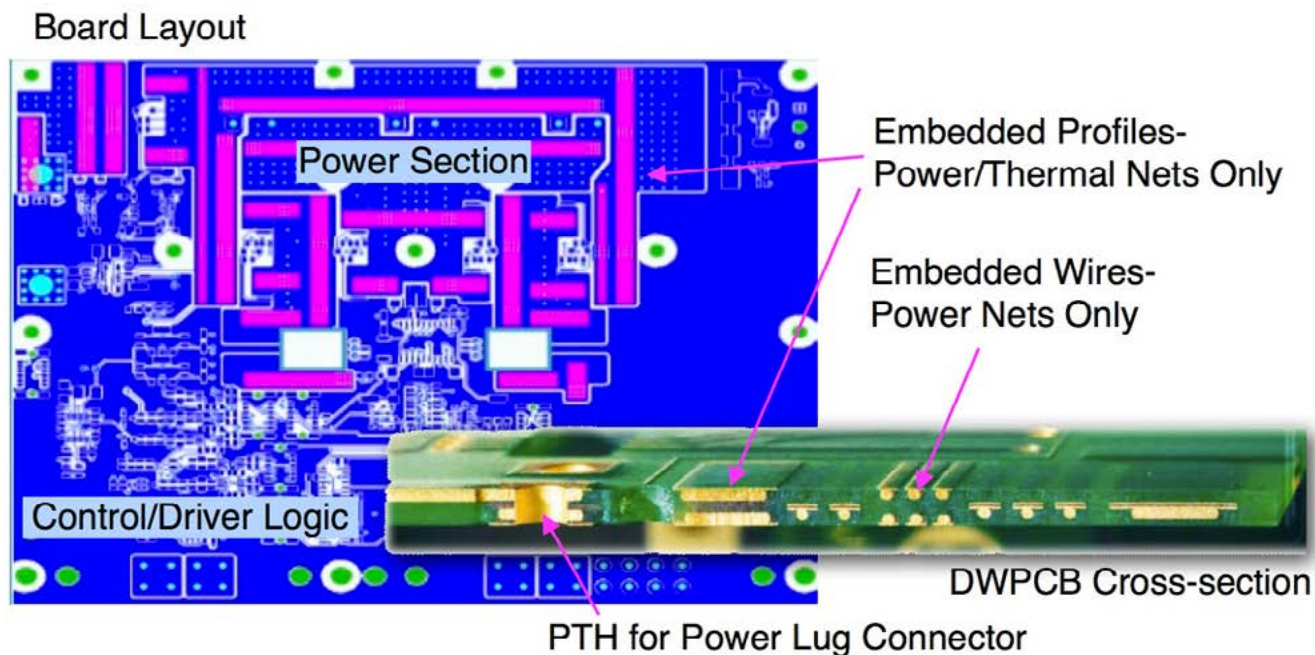 Board Layout
Power Section
Embedded Profiles-
Power/Thermal Nets Only
Embedded Wires-
Power Nets Only
Control/Driver Logic
DWPCB Cross-section
PTH for Power Lug Connector